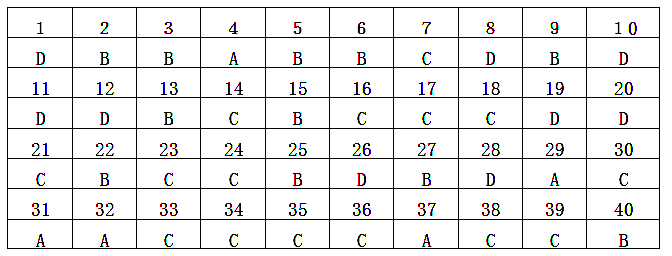 1 2 3 4 5 6 7 8 9 10
D B B A B B C D B D
11 12 13 14 15 16 17 18 19 20
D D B C B C C C D D
21 22 23 24 25 26 27 28 29 30
C B C C B D B D A C
31 32 33 34 35 36 37 38 39 40
A A C C C C A C C B